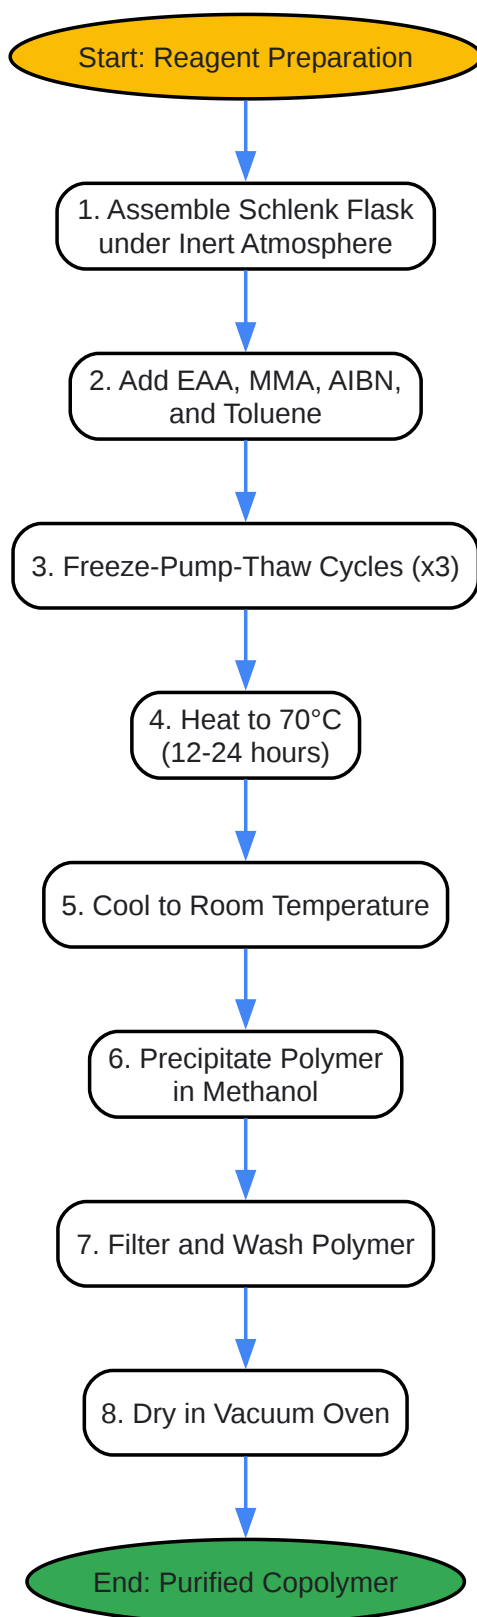 Start: Reagent Preparation
1. Assemble Schlenk Flask
under Inert Atmosphere
2. Add EAA, MMA, AIBN,
and Toluene
3. Freeze-Pump-Thaw Cycles (x3)
4. Heat to 70°C
(12-24 hours)
5. Cool to Room Temperature
6. Precipitate Polymer
in Methanol
7. Filter and Wash Polymer
8. Dry in Vacuum Oven
End: Purified Copolymer